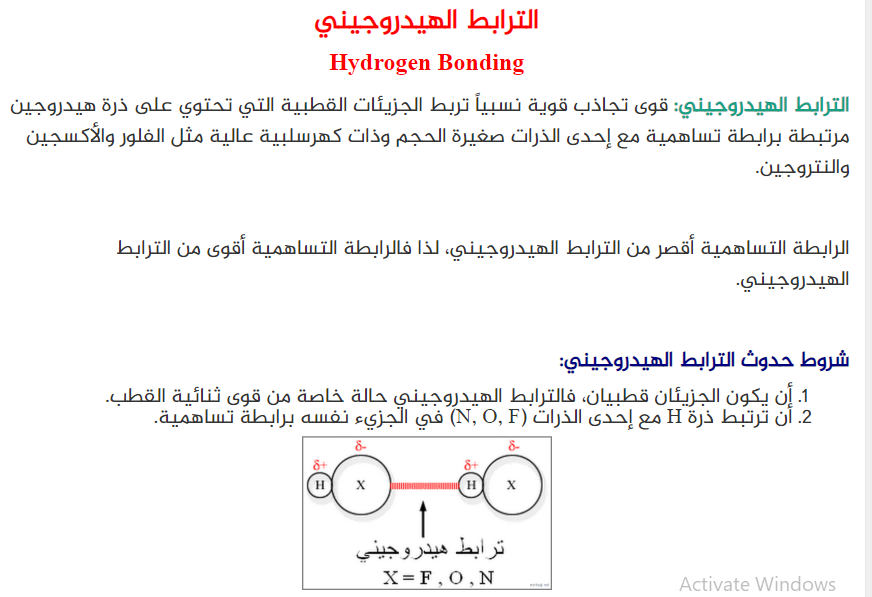 الترابط الهيدروجيني
Hydrogen Bonding
الترابط الهيدروجيني: قوى تجاذب قوية نسبياً تربط الجزيئات القطبية التي تحتوي على ذرة هيدروجين
مرتبطة برابطة تساهمية مع إحدى الذرات صغيرة الحجم وذات كهرسلبية عالية مثل الفلور والأكسجين
والنتروجين.
الرابطة التساهمية أقصر من الترابط الهيدروجيني، لذا فالرابطة التساهمية أقوى من الترابط
الهيدروجيني.
شروط حدوث الترابط الهيدروجيني:
1. أن يكون الجزيئان قطبيان، فالترابط الهيدروجيني حالة خاصة من قوى ثنائية القطب.
2. أن ترتبط ذرة H مع إحدى الذرات (N, O, F) في الجزيء نفسه برابطة تساهمية.
δ- δ-
δ+ δ+
H X H X
ترابط هيدروجيني
X = F , O , N
Activate Windows